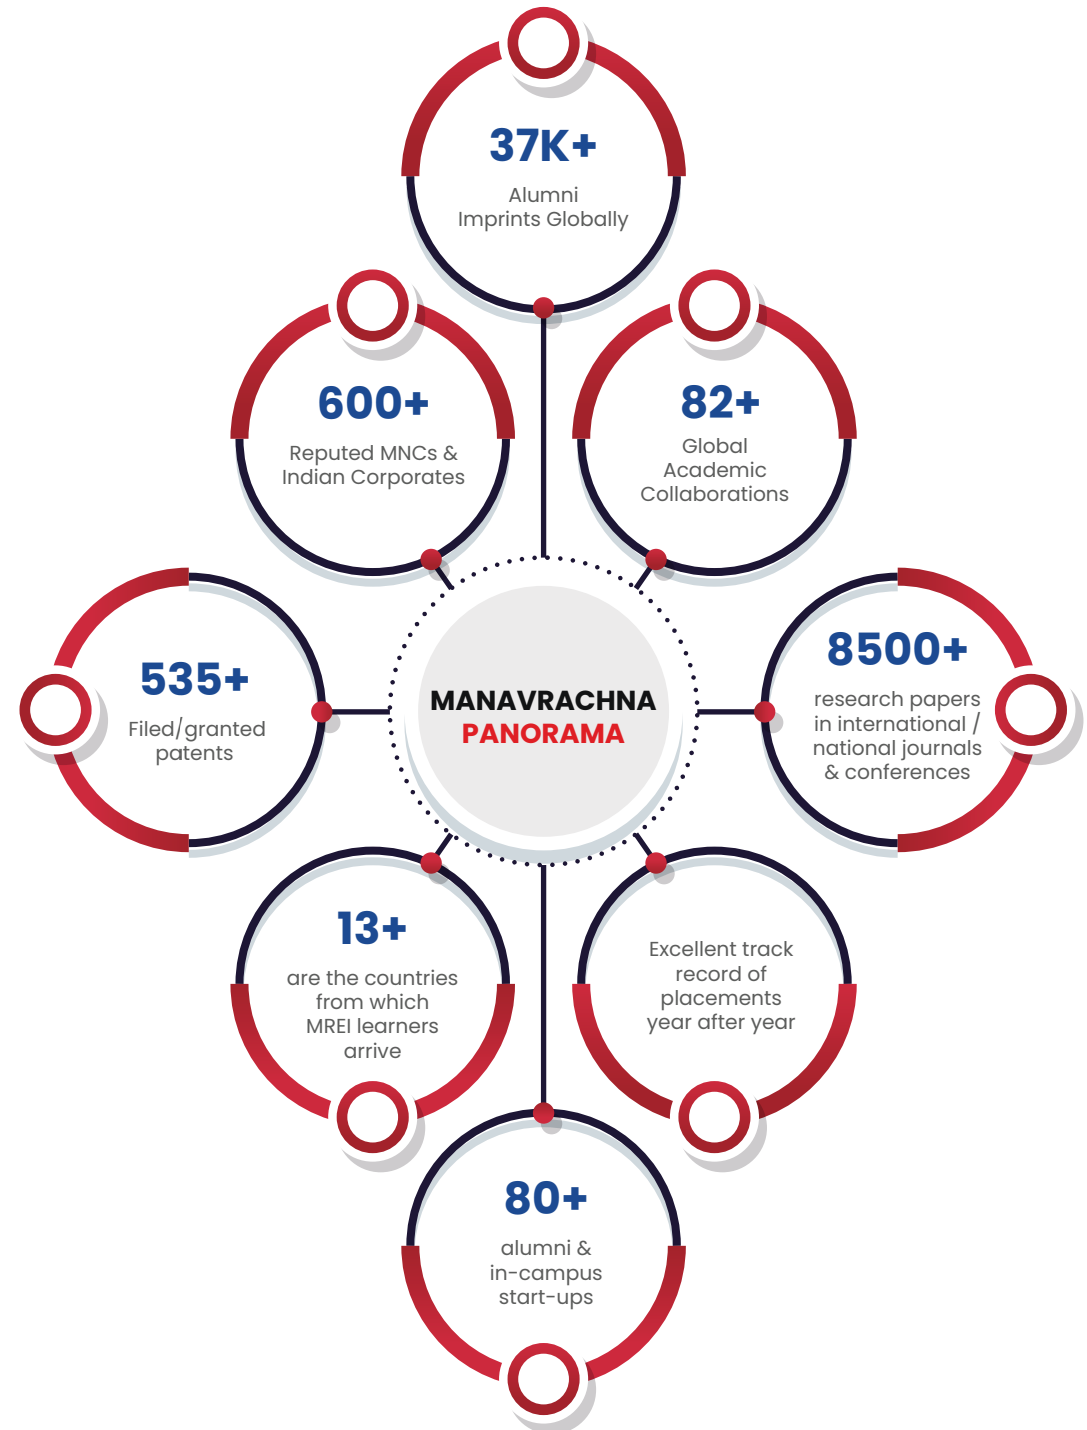 37K+
Alumni
Imprints Globally
600+
Reputed MNCs &
Indian Corporates
82+
Global
Academic
Collaborations
535+
Filed/granted
patents
MANAVRACHNA
PANORAMA
8500+
research papers
in international /
national journals
& conferences
13+
are the countries
from which
MREI learners
arrive
Excellent track
record of
placements
year after year
80+
alumni &
in-campus
start-ups